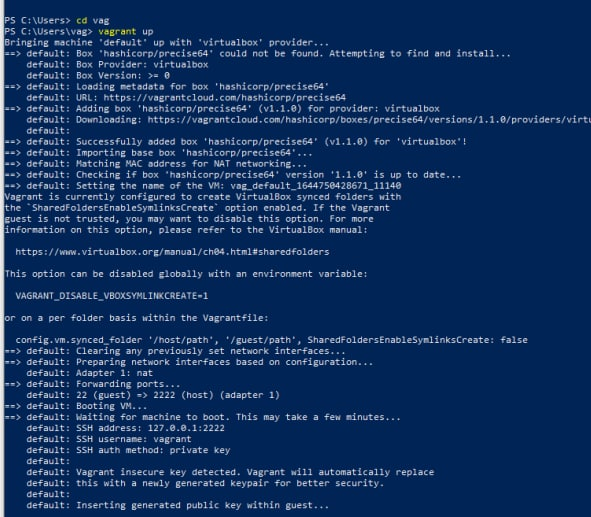 PS C:\Users> cd vag
PS C:\Users\vag> vagrant up
Bringing machine 'default' up with 'virtualbox' provider...
==> default: Box 'hashicorp/precise64' could not be found. Attempting to find and install...
    default: Box Provider: virtualbox
    default: Box Version: >= 0
==> default: Loading metadata for box 'hashicorp/precise64'
    default: URL: https://vagrantcloud.com/hashicorp/precise64
==> default: Adding box 'hashicorp/precise64' (v1.1.0) for provider: virtualbox
    default: Downloading: https://vagrantcloud.com/hashicorp/boxes/precise64/versions/1.1.0/providers/virtu
    default:
==> default: Successfully added box 'hashicorp/precise64' (v1.1.0) for 'virtualbox'!
==> default: Importing base box 'hashicorp/precise64'...
==> default: Matching MAC address for NAT networking...
==> default: Checking if box 'hashicorp/precise64' version '1.1.0' is up to date...
==> default: Setting the name of the VM: vag_default_1644750428671_11140
Vagrant is currently configured to create VirtualBox synced folders with
the `SharedFoldersEnableSymlinksCreate` option enabled. If the Vagrant
guest is not trusted, you may want to disable this option. For more
information on this option, please refer to the VirtualBox manual:

  https://www.virtualbox.org/manual/ch04.html#sharedfolders

This option can be disabled globally with an environment variable:

  VAGRANT_DISABLE_VBOXSYMLINKCREATE=1

or on a per folder basis within the Vagrantfile:

  config.vm.synced_folder '/host/path', '/guest/path', SharedFoldersEnableSymlinksCreate: false
==> default: Clearing any previously set network interfaces...
==> default: Preparing network interfaces based on configuration...
    default: Adapter 1: nat
==> default: Forwarding ports...
    default: 22 (guest) => 2222 (host) (adapter 1)
==> default: Booting VM...
==> default: Waiting for machine to boot. This may take a few minutes...
    default: SSH address: 127.0.0.1:2222
    default: SSH username: vagrant
    default: SSH auth method: private key
    default:
    default: Vagrant insecure key detected. Vagrant will automatically replace
    default: this with a newly generated keypair for better security.
    default:
    default: Inserting generated public key within guest...